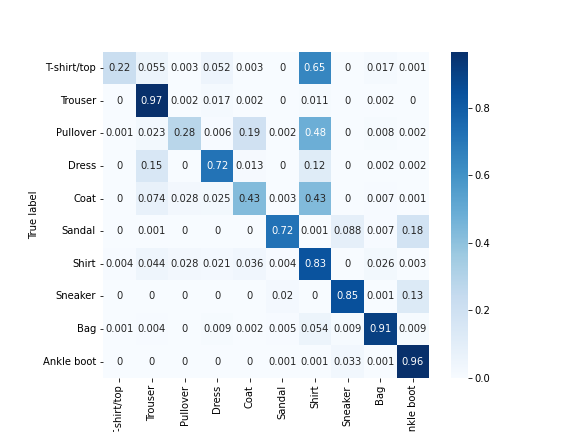 T-shirt/top 0.22 0.055 0.003 0.052 0.003 0 0.65 0 0.017 0.001
Trouser 0 0.97 0.002 0.017 0.002 0 0.011 0 0.002 0
Pullover 0.001 0.023 0.28 0.006 0.19 0.002 0.48 0 0.008 0.002
Dress 0 0.15 0 0.72 0.013 0 0.12 0 0.002 0.002
Coat 0 0.074 0.028 0.025 0.43 0.003 0.43 0 0.007 0.001
Sandal 0 0.001 0 0 0 0.72 0.001 0.088 0.007 0.18
Shirt 0.004 0.044 0.028 0.021 0.036 0.004 0.83 0 0.026 0.003
Sneaker 0 0 0 0 0 0.02 0 0.85 0.001 0.13
Bag 0.001 0.004 0 0.009 0.002 0.005 0.054 0.009 0.91 0.009
Ankle boot 0 0 0 0 0 0.001 0.001 0.033 0.001 0.96
True label
-shirt/top Trouser Pullover Dress Coat Sandal Shirt Sneaker Bag nkle boot
0.8
0.6
0.4
0.2
0.0